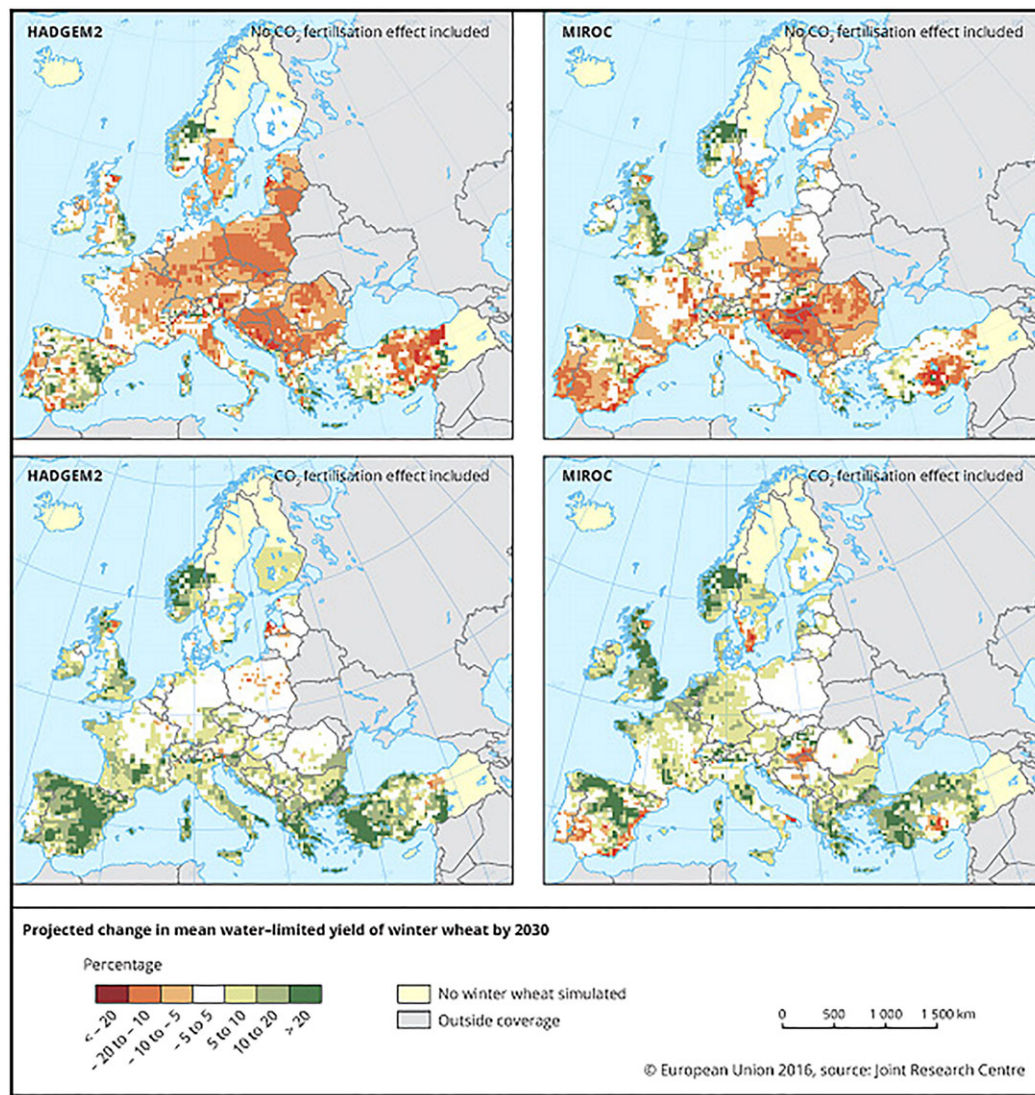 HADGEM2
No CO₂ fertilisation effect included
MIROC
No CO₂ fertilisation effect included
HADGEM2
CO₂ fertilisation effect included
MIROC
CO₂ fertilisation effect included
Projected change in mean water–limited yield of winter wheat by 2030
Percentage
< – 20
– 20 to – 10
– 10 to – 5
– 5 to 5
5 to 10
10 to 20
> 20
No winter wheat simulated
Outside coverage
0 500 1 000 1 500 km
© European Union 2016, source: Joint Research Centre